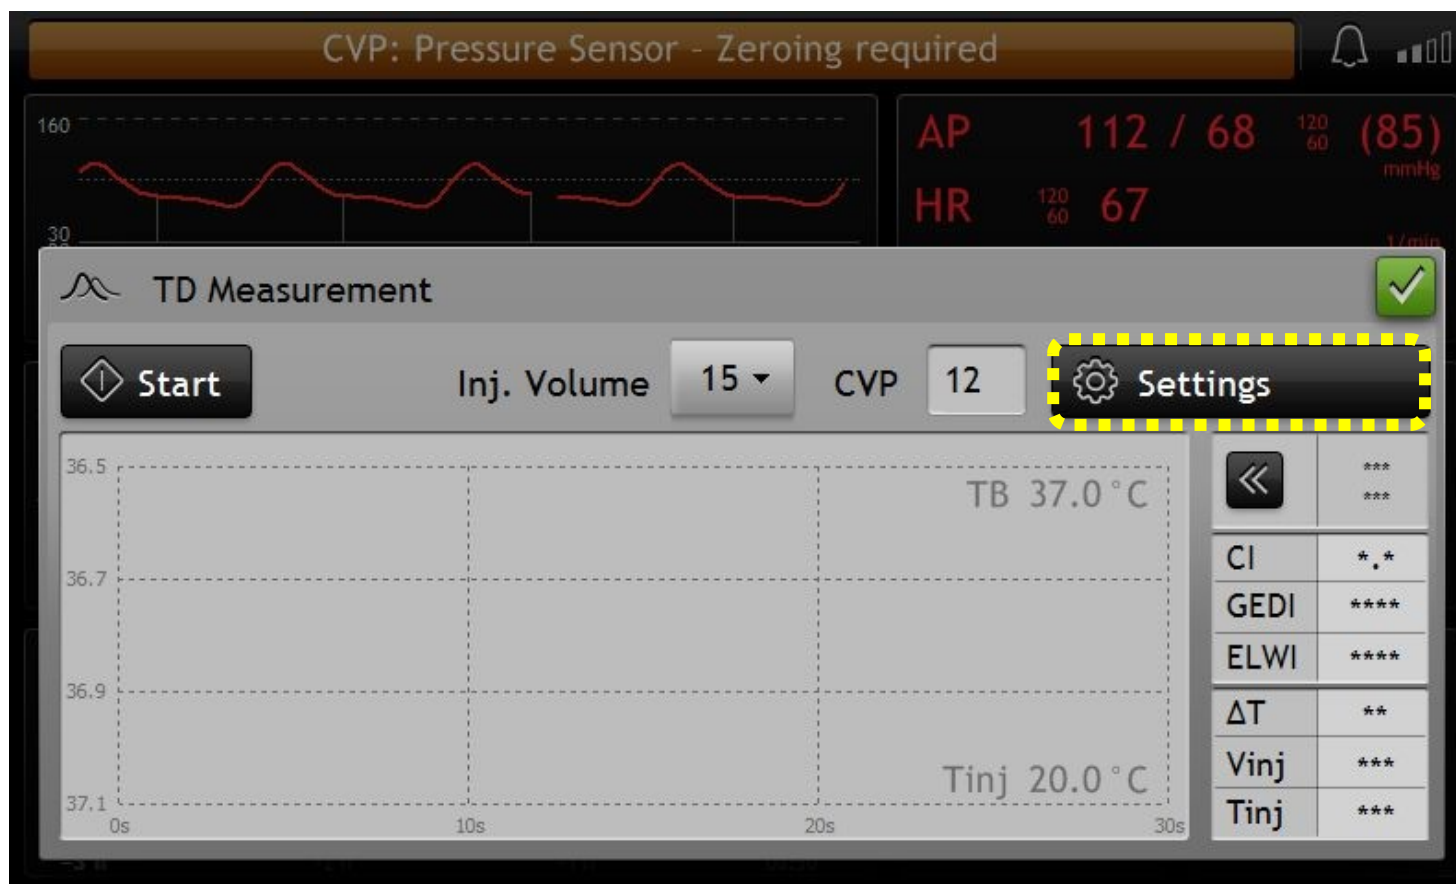 CVP: Pressure Sensor - Zeroing required
160
30
AP 112 / 68 120 60 (85)
mmHg
HR 120 60 67
1/min
TD Measurement
Start Inj. Volume 15 CVP 12 Settings
36.5
36.7
36.9
37.1
TB 37.0 °C
Tinj 20.0 °C
0s 10s 20s 30s
***
***
CI *.*
GEDI ****
ELWI ****
ΔT **
Vinj ***
Tinj ***